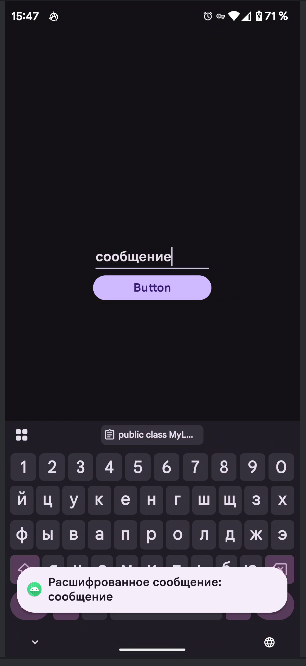 15:47
71 %
сообщение
Button
public class MyL...
1 2 3 4 5 6 7 8 9 0
й ц у к е н г ш щ з х
ф ы в а п р о л д ж э
Расшифрованное сообщение:
сообщение